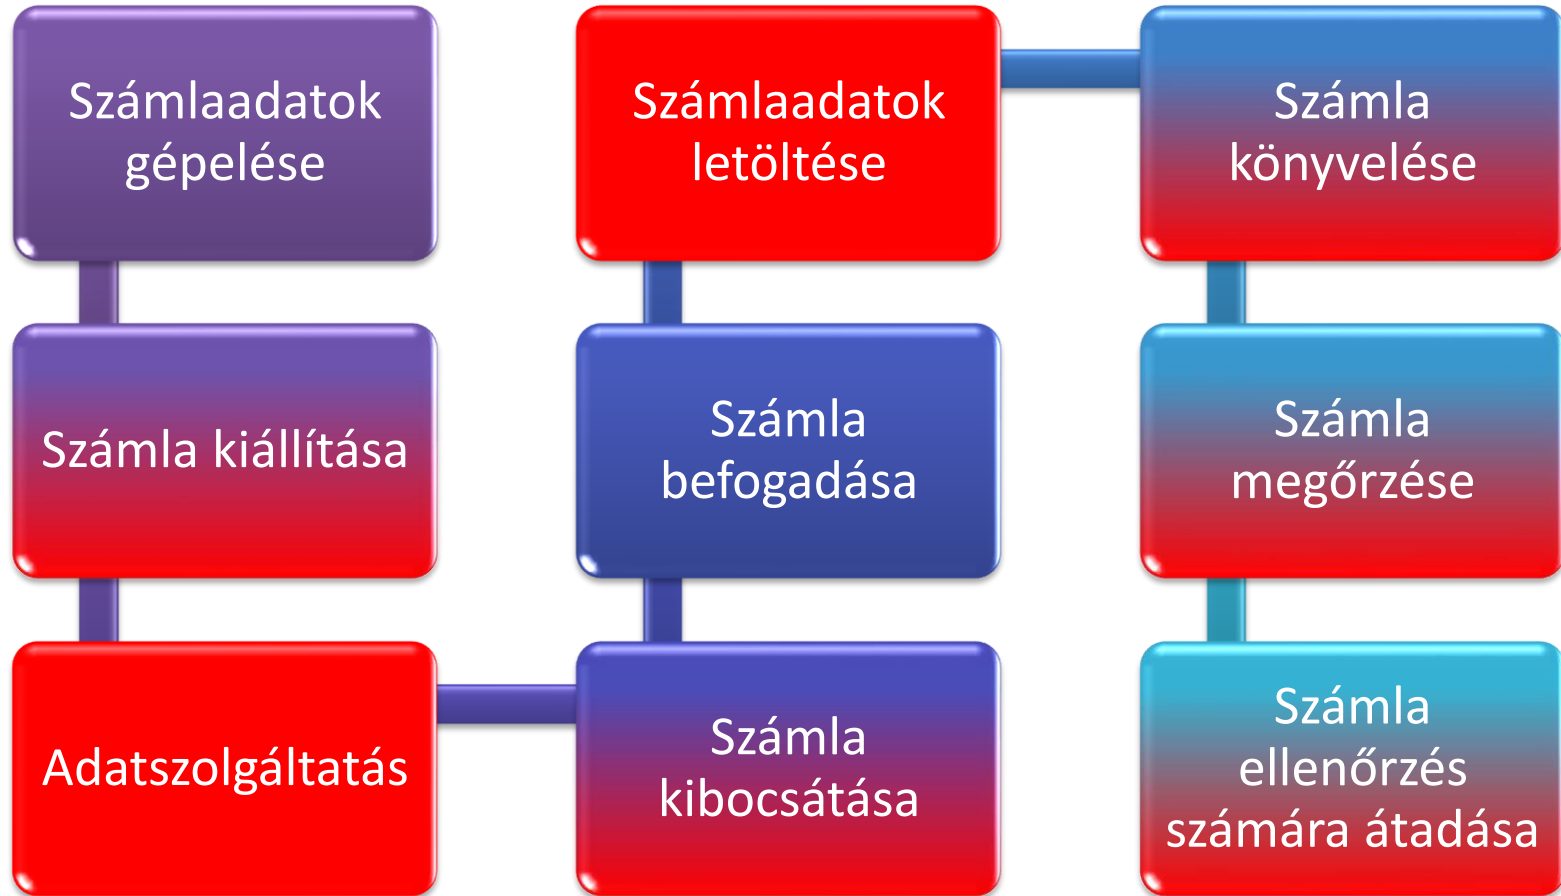 Számlaadatok
gépelése
Számla kiállítása
Adatszolgáltatás
Számla
kibocsátása
Számla
befogadása
Számlaadatok
letöltése
Számla
könyvelése
Számla
megőrzése
Számla
ellenőrzés
számára átadása